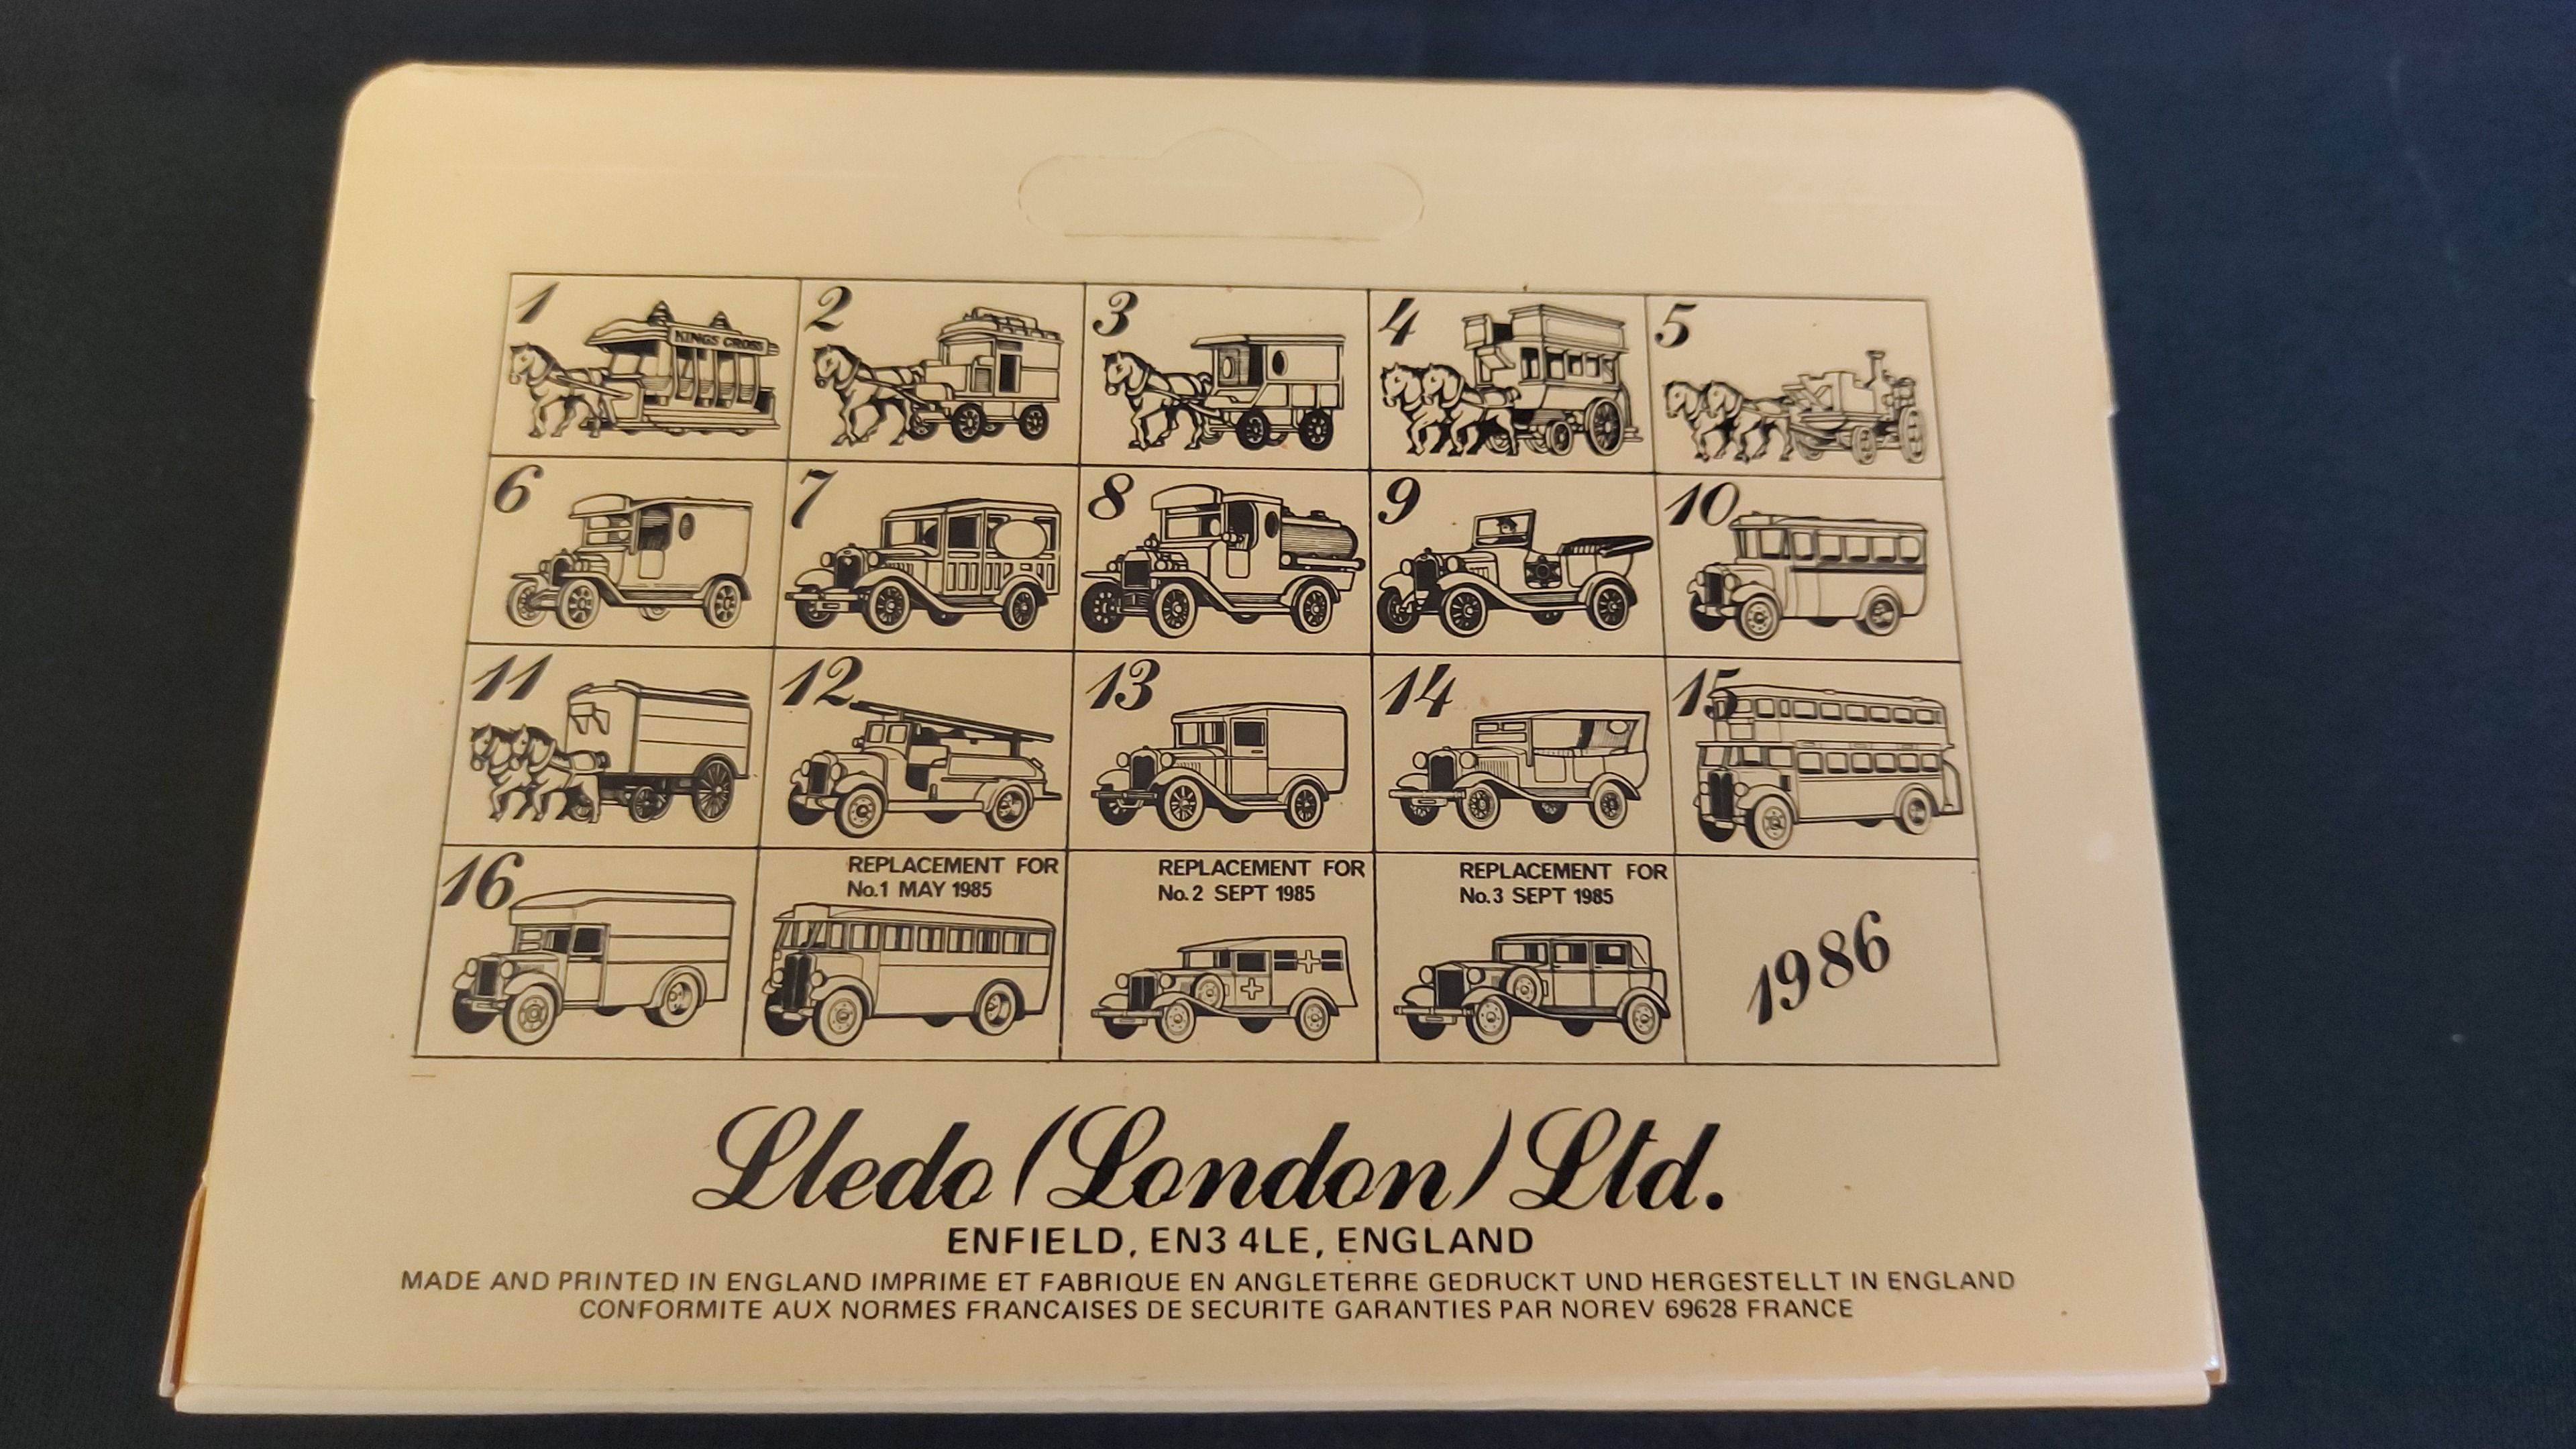 1 KINGS CROSS 2 3 4 5
6 7 8 9 10
11 12 13 14 15
16
REPLACEMENT FOR
No.1 MAY 1985
REPLACEMENT FOR
No.2 SEPT 1985
REPLACEMENT FOR
No.3 SEPT 1985
1986
Lledo (London) Ltd.
ENFIELD, EN3 4LE, ENGLAND
MADE AND PRINTED IN ENGLAND IMPRIME ET FABRIQUE EN ANGLETERRE GEDRUCKT UND HERGESTELLT IN ENGLAND
CONFORMITE AUX NORMES FRANCAISES DE SECURITE GARANTIES PAR NOREV 69628 FRANCE